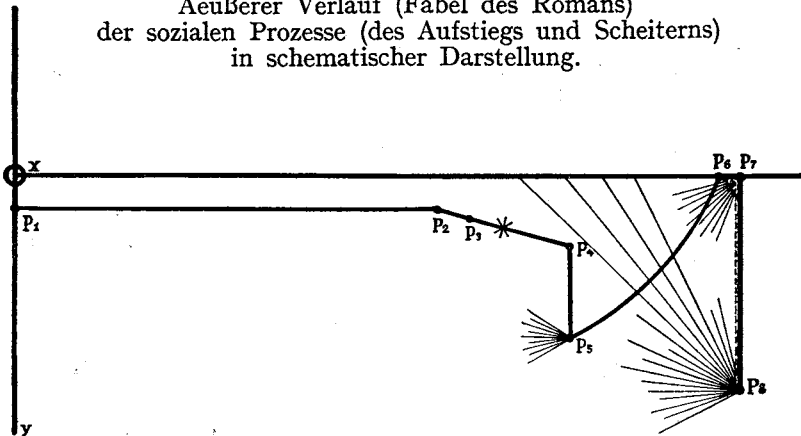 Aeußerer Verlauf (Fabel des Romans)
der sozialen Prozesse (des Aufstiegs und Scheiterns)
in schematischer Darstellung.
x
P6 P7
P1
P2
P3
P4
P5
P8
y